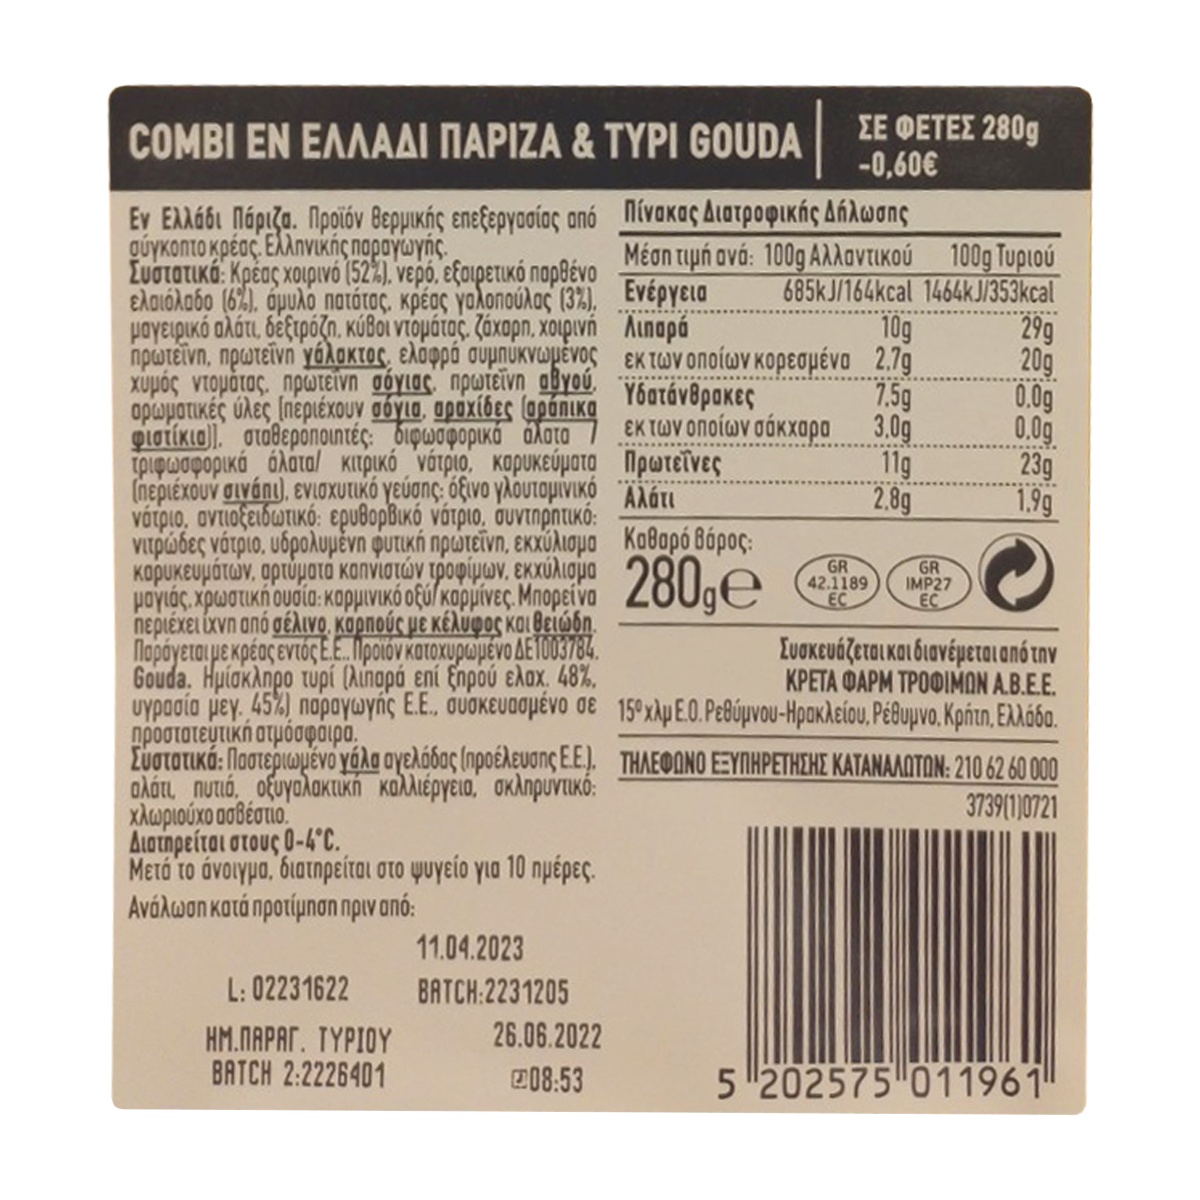 COMBI ΕΝ ΕΛΛΑΔΙ ΠΑΡΙΖΑ & ΤΥΡΙ GOUDA
ΣΕ ΦΕΤΕΣ 280g
-0,60€
Εν Ελλάδι Πάριζα. Προϊόν θερμικής επεξεργασίας από
σύγκοπτο κρέας. Ελληνικής παραγωγής.
Συστατικά: Κρέας χοιρινό (52%), νερό, εξαιρετικό παρθένο
ελαιόλαδο (6%), άμυλο πατάτας, κρέας γαλοπούλας (3%),
μαγειρικό αλάτι, δεξτρόζη, κύβοι ντομάτας, ζάχαρη, χοιρινή
πρωτεΐνη, πρωτεΐνη γάλακτος, ελαφρά συμπυκνωμένος
χυμός ντομάτας, πρωτεΐνη σόγιας, πρωτεΐνη αβγού,
αρωματικές ύλες [περιέχουν σόγια, αραχίδες (αράπικα
φιστίκια)], σταθεροποιητές: διφωσφορικά άλατα /
τριφωσφορικά άλατα/ κιτρικό νάτριο, καρυκεύματα
(περιέχουν σινάπι), ενισχυτικό γεύσης: όξινο γλουταμινικό
νάτριο, αντιοξειδωτικό: ερυθορβικό νάτριο, συντηρητικό:
νιτρώδες νάτριο, υδρολυμένη φυτική πρωτεΐνη, εκχύλισμα
καρυκευμάτων, αρτύματα καπνιστών τροφίμων, εκχύλισμα
μαγιάς, χρωστική ουσία: καρμινικό οξύ/ καρμίνες. Μπορεί να
περιέχει ίχνη από σέλινο, καρπούς με κέλυφος και θειώδη.
Παράγεται με κρέας εντός Ε.Ε.. Προϊόν κατοχυρωμένο ΔΕ1003784.
Gouda. Ημίσκληρο τυρί (λιπαρά επί ξηρού ελαχ. 48%,
υγρασία μεγ. 45%) παραγωγής Ε.Ε., συσκευασμένο σε
προστατευτική ατμόσφαιρα.
Συστατικά: Παστεριωμένο γάλα αγελάδας (προέλευσης Ε.Ε.),
αλάτι, πυτιά, οξυγαλακτική καλλιέργεια, σκληρυντικό:
χλωριούχο ασβέστιο.
Διατηρείται στους 0-4°C.
Μετά το άνοιγμα, διατηρείται στο ψυγείο για 10 ημέρες.
Ανάλωση κατά προτίμηση πριν από:
11.04.2023
L: 02231622 BATCH:2231205
ΗΜ.ΠΑΡΑΓ. ΤΥΡΙΟΥ 26.06.2022
BATCH 2:2226401 08:53
Πίνακας Διατροφικής Δήλωσης
Μέση τιμή ανά: 100g Αλλαντικού 100g Τυριού
Ενέργεια 685kJ/164kcal 1464kJ/353kcal
Λιπαρά 10g 29g
εκ των οποίων κορεσμένα 2,7g 20g
Υδατάνθρακες 7.5g 0.0g
εκ των οποίων σάκχαρα 3,0g 0.0g
Πρωτεΐνες 11g 23g
Αλάτι 2.8g 1,9g
Καθαρό βάρος:
280g e
GR
42.1189
EC
GR
IMP27
EC
Συσκευάζεται και διανέμεται από την
ΚΡΕΤΑ ΦΑΡΜ ΤΡΟΦΙΜΩΝ Α.Β.Ε.Ε.
15º χλμ Ε.Ο. Ρεθύμνου-Ηρακλείου, Ρέθυμνο, Κρήτη, Ελλάδα.
ΤΗΛΕΦΩΝΟ ΕΞΥΠΗΡΕΤΗΣΗΣ ΚΑΤΑΝΑΛΩΤΩΝ: 210 62 60 000
3739(1)0721
5 202575 011961